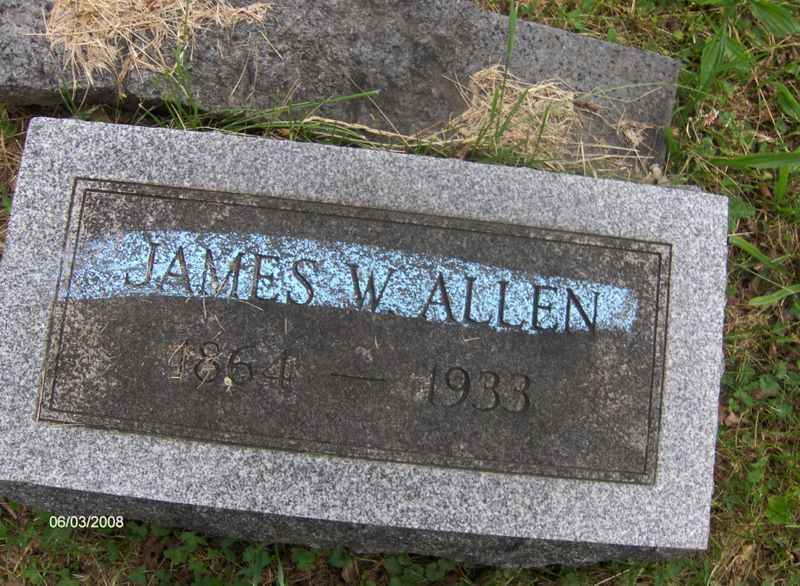 JAMES W. ALLEN
1864 — 1933
06/03/2008